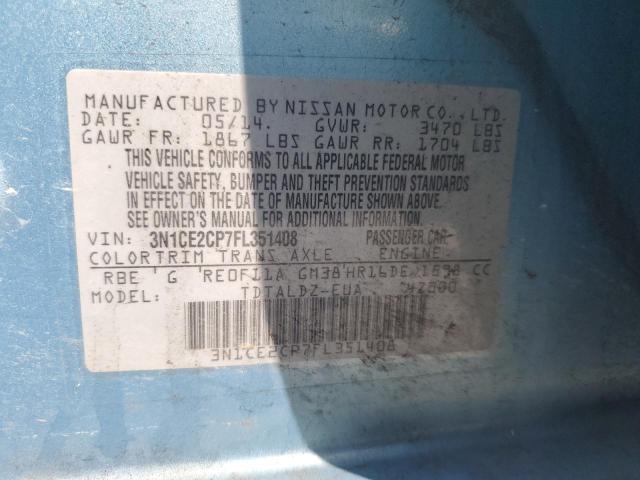 MANUFACTURED BY NISSAN MOTOR CO., LTD.
DATE: 05/14. GVWR: 3470 LBS
GAWR FR: 1867 LBS GAWR RR: 1704 LBS
THIS VEHICLE CONFORMS TO ALL APPLICABLE FEDERAL MOTOR
VEHICLE SAFETY, BUMPER AND THEFT PREVENTION STANDARDS
IN EFFECT ON THE DATE OF MANUFACTURE SHOWN ABOVE.
SEE OWNER'S MANUAL FOR ADDITIONAL INFORMATION.
VIN: 3N1CE2CP7FL351408 PASSENGER CAR
COLOR TRIM TRANS AXLE ENGINE
RBE G RE0F11A GM38 HR16DE 1598 CC
MODEL: TDTALDZ-EUA
3N1CE2CP7FL351408